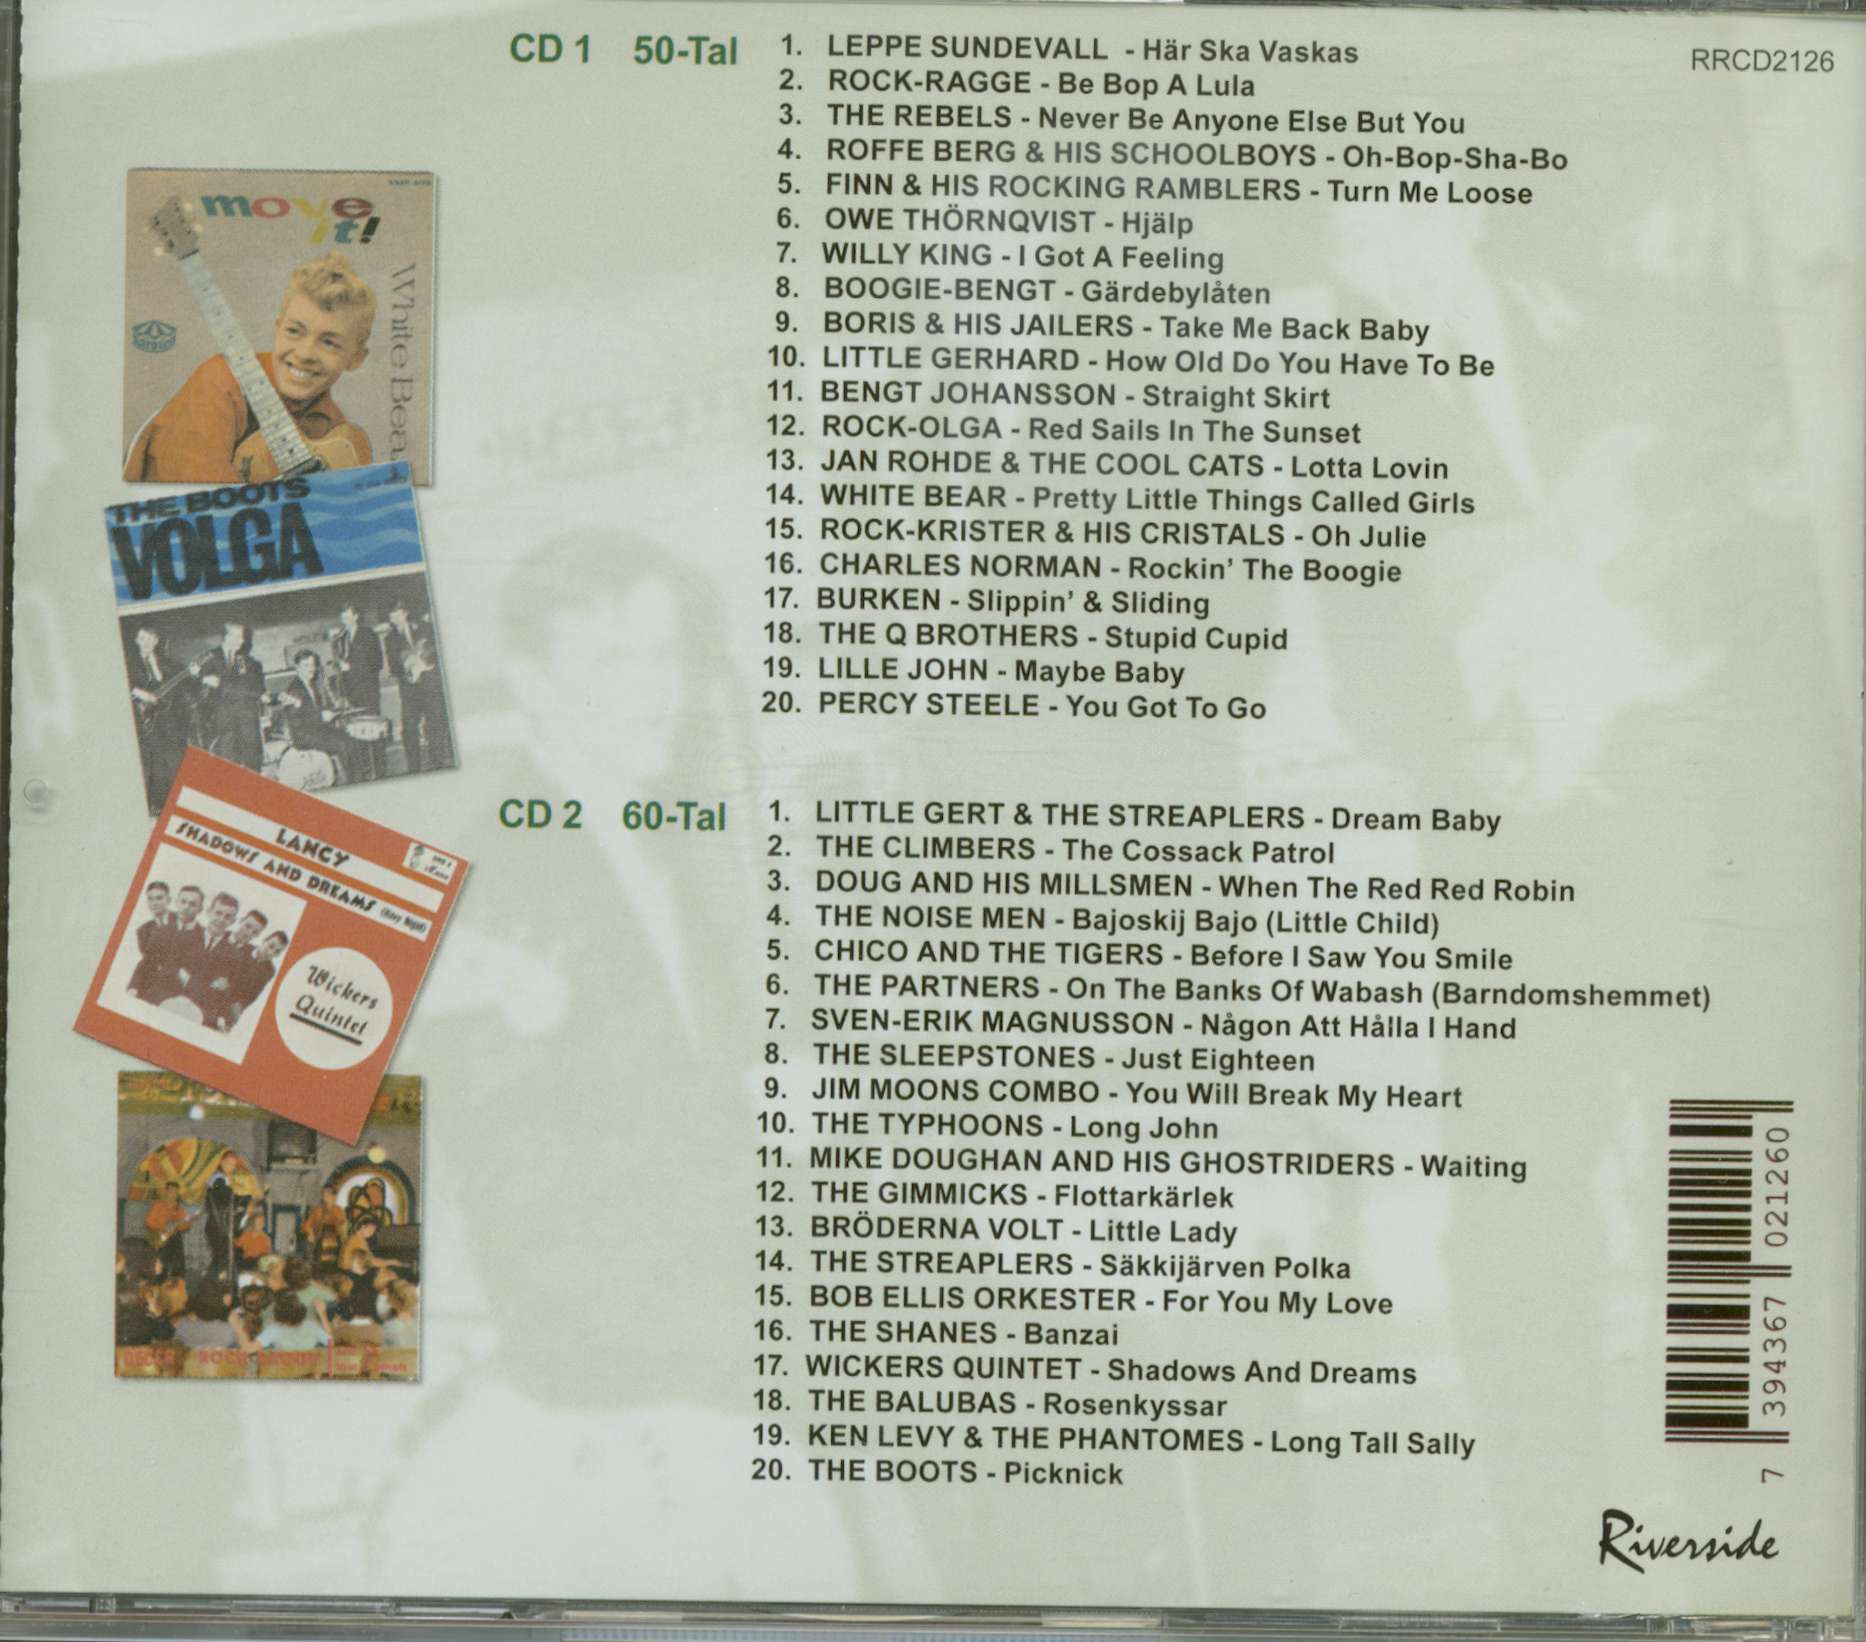 CD 1 50-Tal
1. LEPPE SUNDEVALL - Här Ska Vaskas
2. ROCK-RAGGE - Be Bop A Lula
3. THE REBELS - Never Be Anyone Else But You
4. ROFFE BERG & HIS SCHOOLBOYS - Oh-Bop-Sha-Bo
5. FINN & HIS ROCKING RAMBLERS - Turn Me Loose
6. OWE THÖRNQVIST - Hjälp
7. WILLY KING - I Got A Feeling
8. BOOGIE-BENGT - Gärdebylåten
9. BORIS & HIS JAILERS - Take Me Back Baby
10. LITTLE GERHARD - How Old Do You Have To Be
11. BENGT JOHANSSON - Straight Skirt
12. ROCK-OLGA - Red Sails In The Sunset
13. JAN ROHDE & THE COOL CATS - Lotta Lovin
14. WHITE BEAR - Pretty Little Things Called Girls
15. ROCK-KRISTER & HIS CRISTALS - Oh Julie
16. CHARLES NORMAN - Rockin' The Boogie
17. BURKEN - Slippin' & Sliding
18. THE Q BROTHERS - Stupid Cupid
19. LILLE JOHN - Maybe Baby
20. PERCY STEELE - You Got To Go
RRCD2126
CD 2 60-Tal
1. LITTLE GERT & THE STREAPLERS - Dream Baby
2. THE CLIMBERS - The Cossack Patrol
3. DOUG AND HIS MILLSMEN - When The Red Red Robin
4. THE NOISE MEN - Bajoskij Bajo (Little Child)
5. CHICO AND THE TIGERS - Before I Saw You Smile
6. THE PARTNERS - On The Banks Of Wabash (Barndomshemmet)
7. SVEN-ERIK MAGNUSSON - Någon Att Hålla I Hand
8. THE SLEEPSTONES - Just Eighteen
9. JIM MOONS COMBO - You Will Break My Heart
10. THE TYPHOONS - Long John
11. MIKE DOUGHAN AND HIS GHOSTRIDERS - Waiting
12. THE GIMMICKS - Flottarkärlek
13. BRÖDERNA VOLT - Little Lady
14. THE STREAPLERS - Säkkijärven Polka
15. BOB ELLIS ORKESTER - For You My Love
16. THE SHANES - Banzai
17. WICKERS QUINTET - Shadows And Dreams
18. THE BALUBAS - Rosenkyssar
19. KEN LEVY & THE PHANTOMES - Long Tall Sally
20. THE BOOTS - Picknick
move
it!
White Bear
THE BOOTS
VOLGA
LANCY
SHADOWS AND DREAMS
Wickers
Quintet
DECCA ROCK
7 394367 021260
Riverside